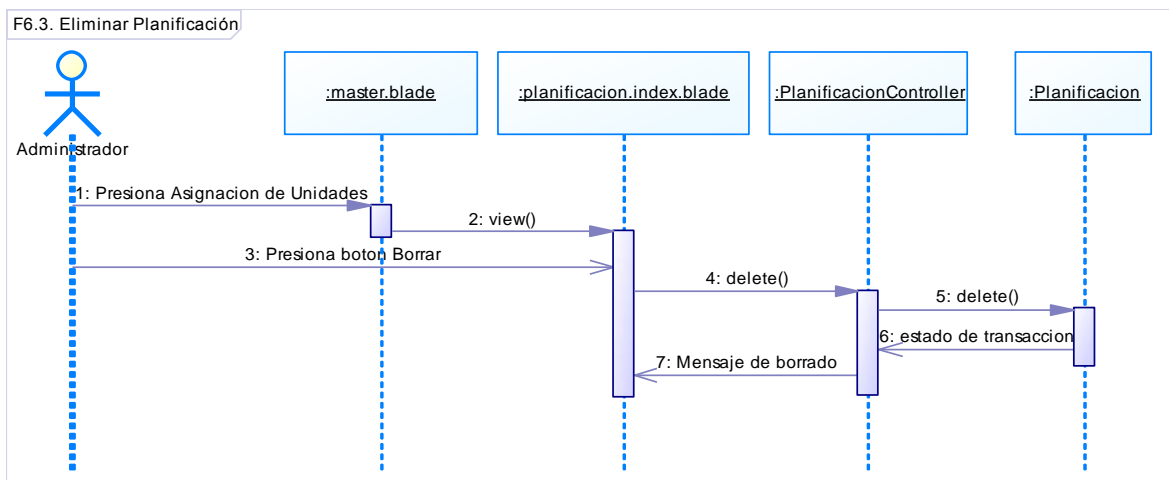 F6.3. Eliminar Planificación
:master.blade
:planificacion.index.blade
:PlanificacionController
:Planificacion
Administrador
1: Presiona Asignacion de Unidades
2: view()
3: Presiona boton Borrar
4: delete()
5: delete()
6: estado de transaccion
7: Mensaje de borrado